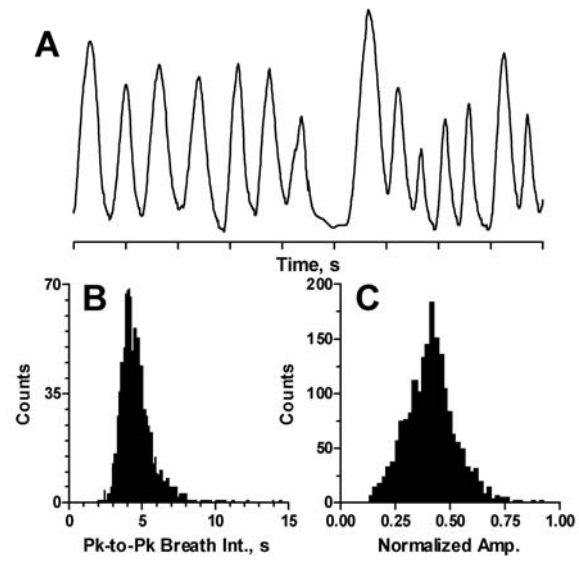 A
Time, s
B
70
35
0
Counts
0 5 10 15
Pk-to-Pk Breath Int., s
C
200
150
100
50
0
Counts
0.00 0.25 0.50 0.75 1.00
Normalized Amp.